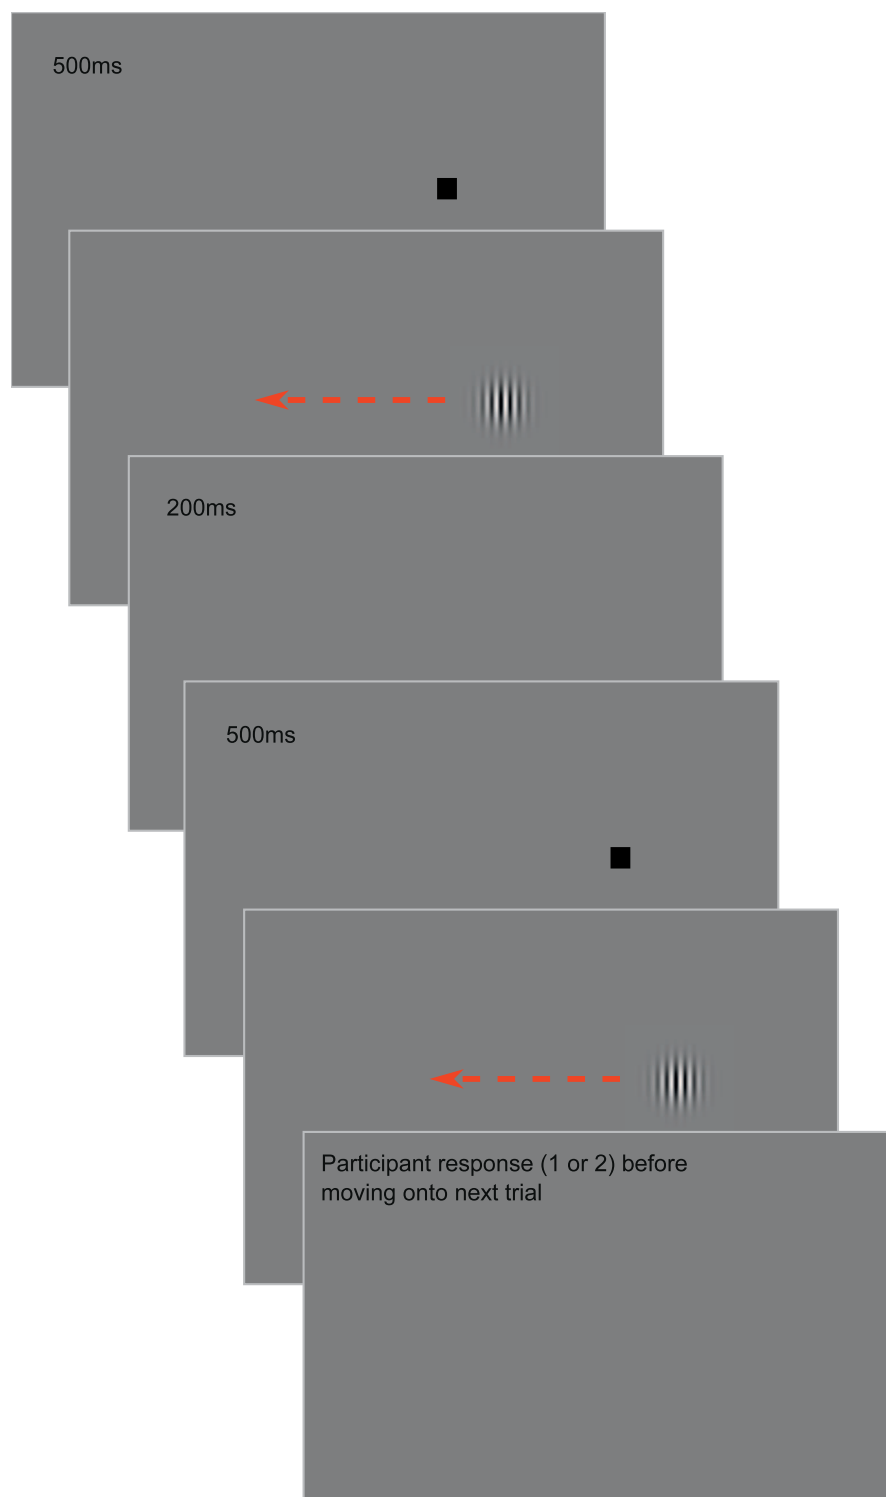 500ms
200ms
500ms
Participant response (1 or 2) before
moving onto next trial